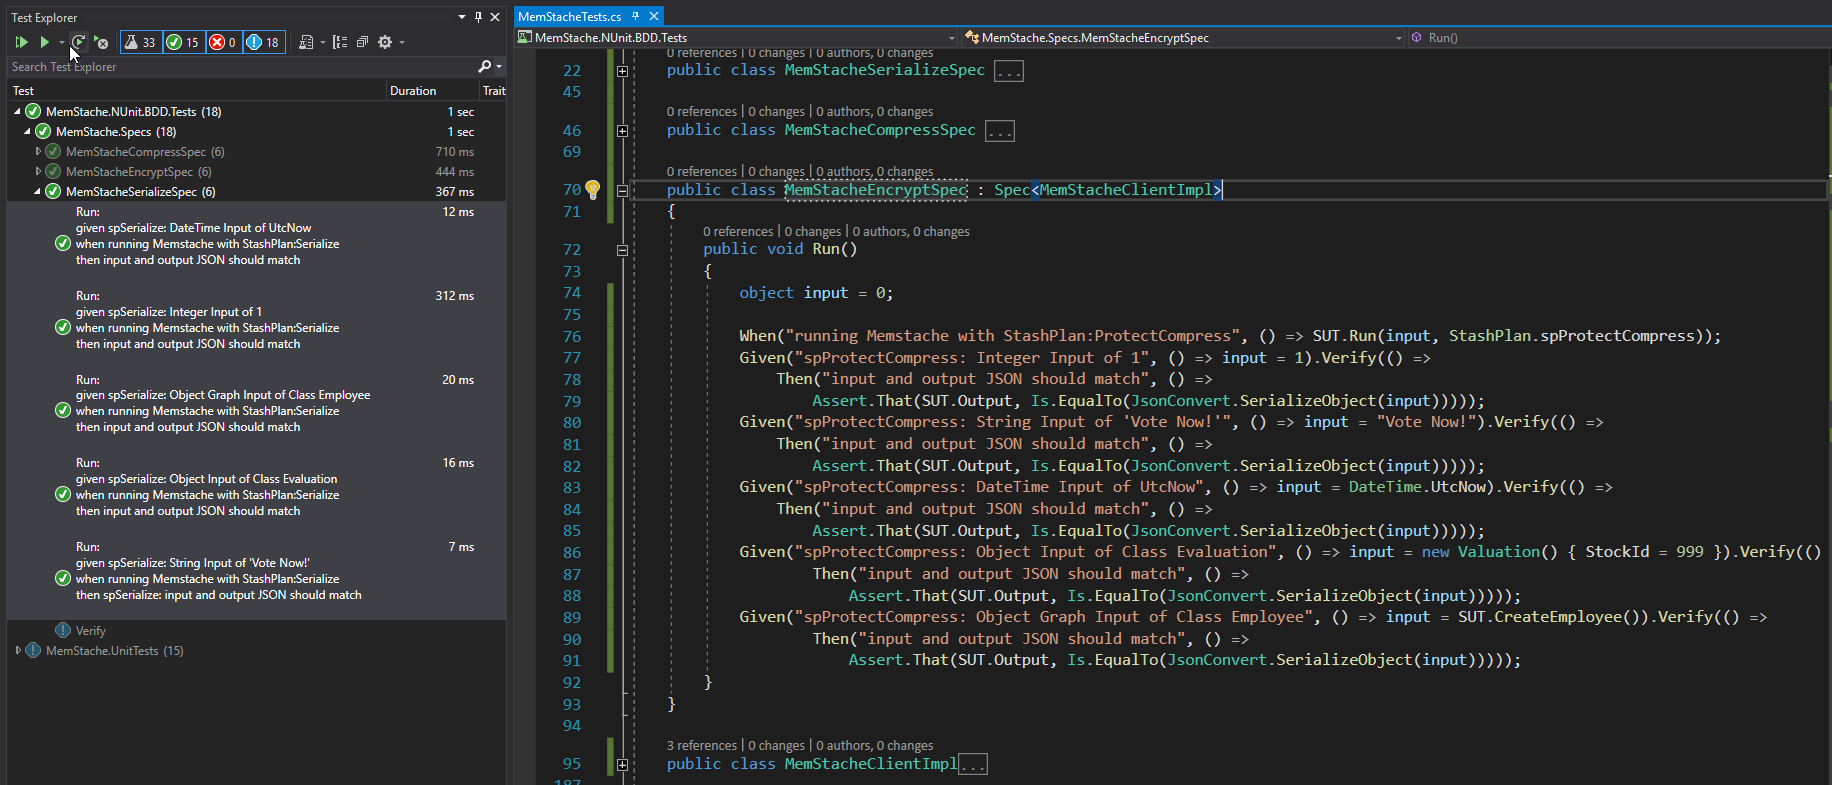 Test Explorer
33 15 0 18
Search Test Explorer
Test Duration Trait
MemStache.NUnit.BDD.Tests (18) 1 sec
MemStache.Specs (18) 1 sec
MemStacheCompressSpec (6) 710 ms
MemStacheEncryptSpec (6) 444 ms
MemStacheSerializeSpec (6) 367 ms
Run: 12 ms
given spSerialize: DateTime Input of UtcNow
when running Memstache with StashPlan:Serialize
then input and output JSON should match
Run: 312 ms
given spSerialize: Integer Input of 1
when running Memstache with StashPlan:Serialize
then input and output JSON should match
Run: 20 ms
given spSerialize: Object Graph Input of Class Employee
when running Memstache with StashPlan:Serialize
then input and output JSON should match
Run: 16 ms
given spSerialize: Object Input of Class Evaluation
when running Memstache with StashPlan:Serialize
then input and output JSON should match
Run: 7 ms
given spSerialize: String Input of 'Vote Now!'
when running Memstache with StashPlan:Serialize
then spSerialize: input and output JSON should match
Verify
MemStache.UnitTests (15)
MemStacheTests.cs
MemStache.NUnit.BDD.Tests MemStache.Specs.MemStacheEncryptSpec Run()
0 references | 0 changes | 0 authors, 0 changes
22 public class MemStacheSerializeSpec ...
45
0 references | 0 changes | 0 authors, 0 changes
46 public class MemStacheCompressSpec ...
69
0 references | 0 changes | 0 authors, 0 changes
70 public class MemStacheEncryptSpec : Spec<MemStacheClientImpl>
71 {
0 references | 0 changes | 0 authors, 0 changes
72 public void Run()
73 {
74 object input = 0;
75
76 When("running Memstache with StashPlan:ProtectCompress", () => SUT.Run(input, StashPlan.spProtectCompress));
77 Given("spProtectCompress: Integer Input of 1", () => input = 1).Verify(() =>
78 Then("input and output JSON should match", () =>
79 Assert.That(SUT.Output, Is.EqualTo(JsonConvert.SerializeObject(input)))));
80 Given("spProtectCompress: String Input of 'Vote Now!'", () => input = "Vote Now!").Verify(() =>
81 Then("input and output JSON should match", () =>
82 Assert.That(SUT.Output, Is.EqualTo(JsonConvert.SerializeObject(input)))));
83 Given("spProtectCompress: DateTime Input of UtcNow", () => input = DateTime.UtcNow).Verify(() =>
84 Then("input and output JSON should match", () =>
85 Assert.That(SUT.Output, Is.EqualTo(JsonConvert.SerializeObject(input)))));
86 Given("spProtectCompress: Object Input of Class Evaluation", () => input = new Valuation() { StockId = 999 }).Verify(()
87 Then("input and output JSON should match", () =>
88 Assert.That(SUT.Output, Is.EqualTo(JsonConvert.SerializeObject(input)))));
89 Given("spProtectCompress: Object Graph Input of Class Employee", () => input = SUT.CreateEmployee()).Verify(() =>
90 Then("input and output JSON should match", () =>
91 Assert.That(SUT.Output, Is.EqualTo(JsonConvert.SerializeObject(input)))));
92 }
93 }
94
3 references | 0 changes | 0 authors, 0 changes
95 public class MemStacheClientImpl...
187